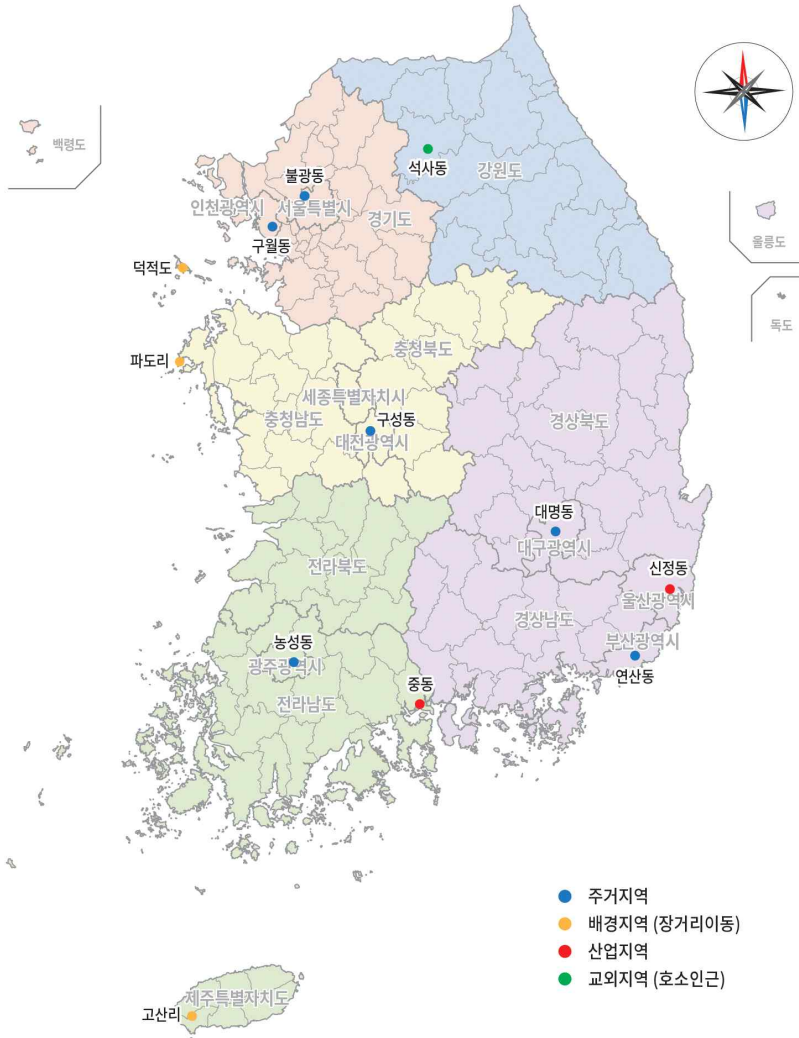 백령도
석사동
강원도
불광동
인천광역시
서울특별시
경기도
구월동
울릉도
덕적도
독도
파도리
충청북도
세종특별자치시
구성동
충청남도
대전광역시
경상북도
대명동
대구광역시
전라북도
신정동
울산광역시
경상남도
부산광역시
농성동
광주광역시
연산동
중동
전라남도
주거지역
배경지역 (장거리이동)
산업지역
교외지역 (호소인근)
제주특별자치도
고산리